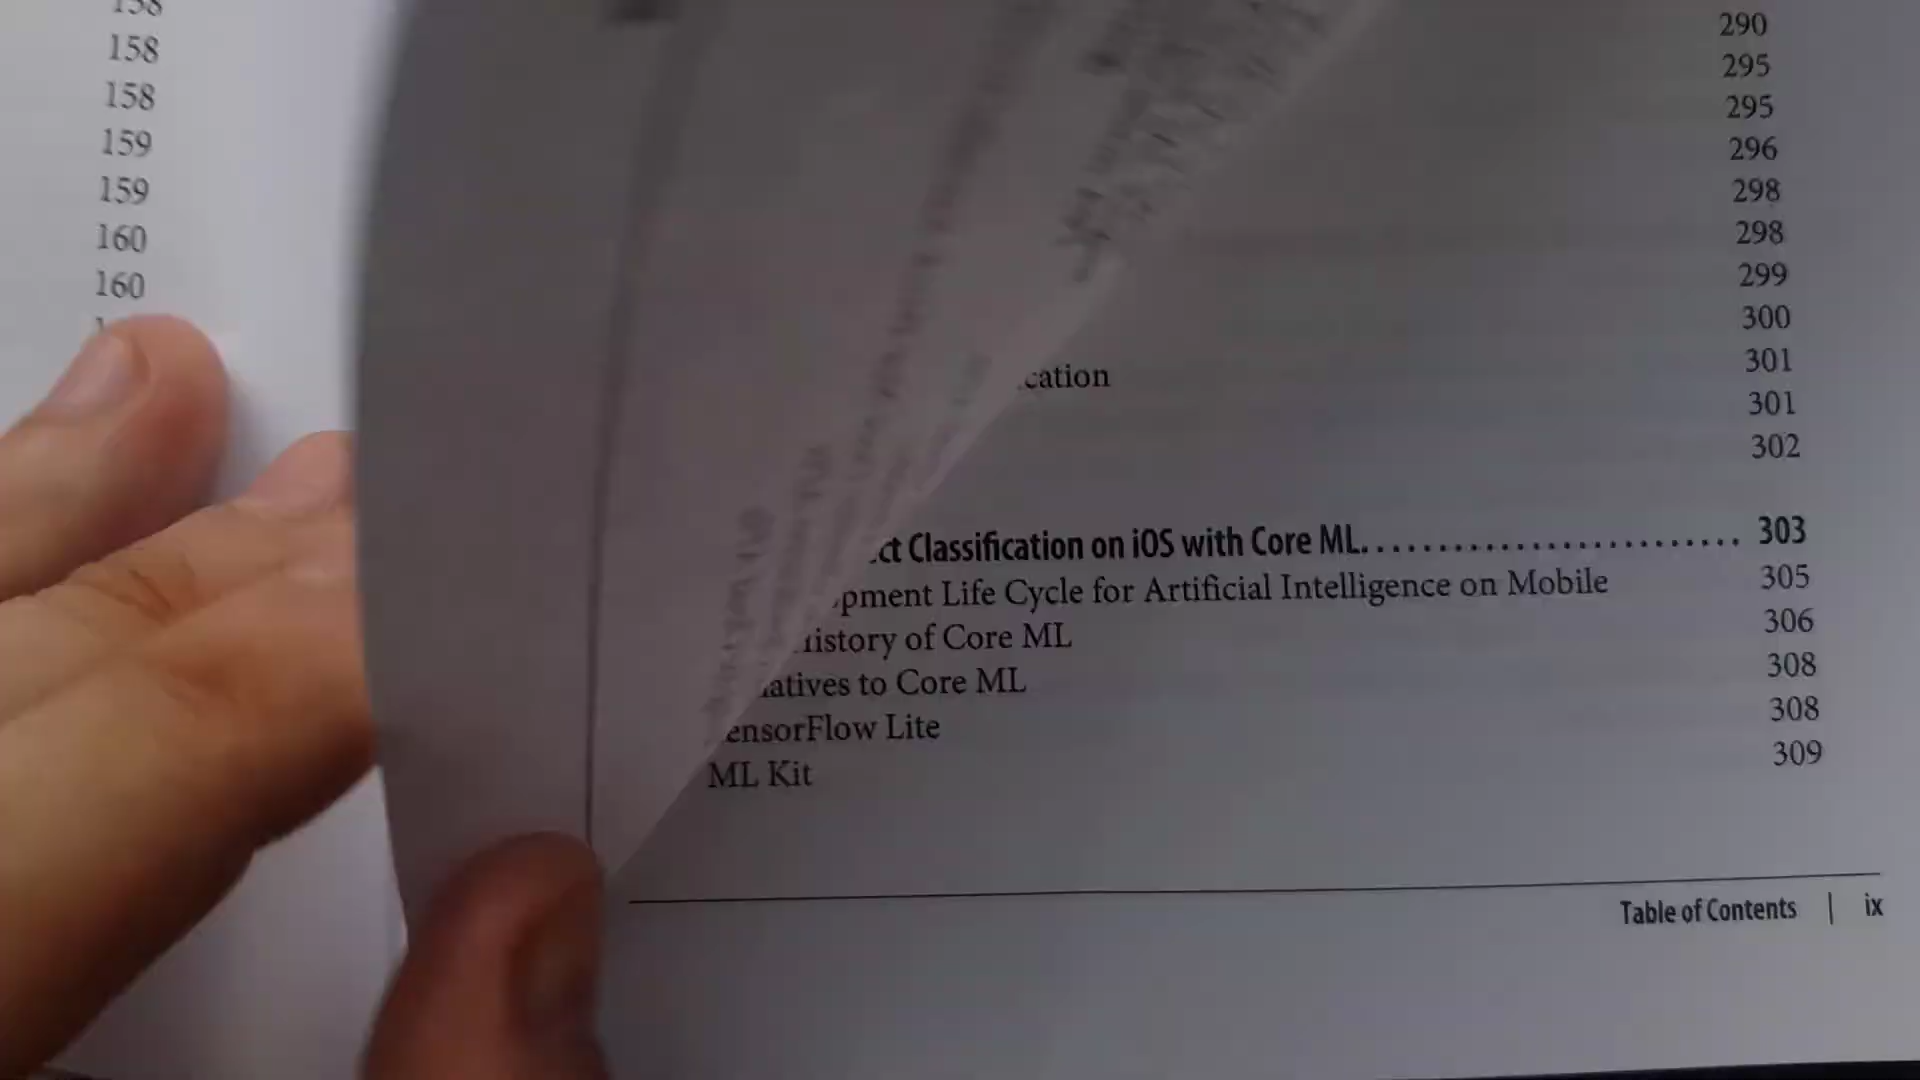 158
158
158
159
159
160
160
290
295
295
296
298
298
299
300
301
cation 301
302
ct Classification on iOS with Core ML........................ 303
pment Life Cycle for Artificial Intelligence on Mobile 305
istory of Core ML 306
atives to Core ML 308
ensorFlow Lite 308
ML Kit 309
Table of Contents | ix